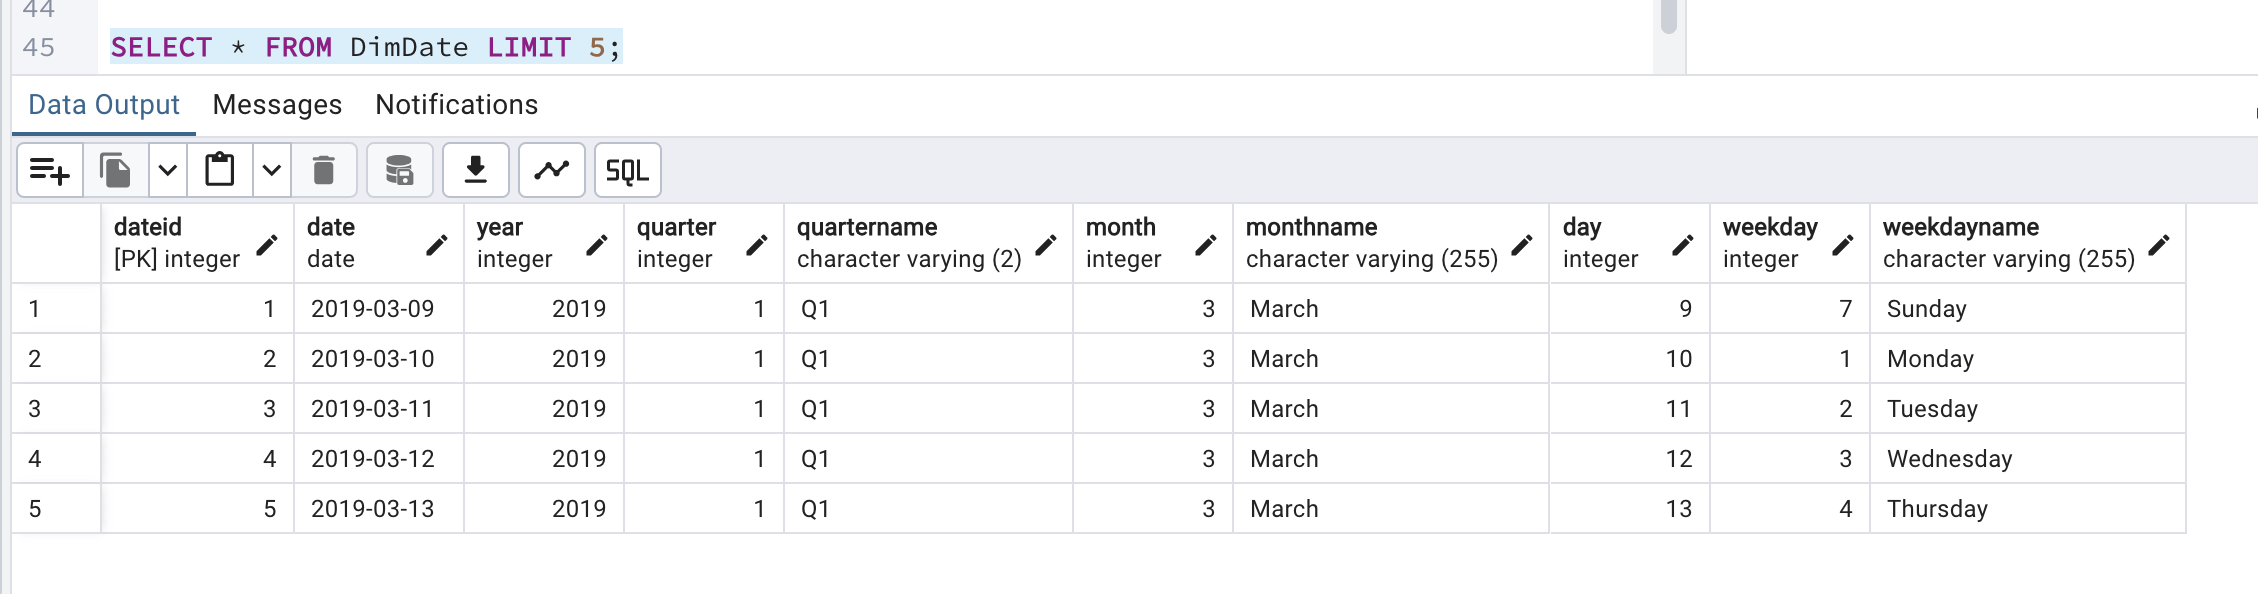 44
45 SELECT * FROM DimDate LIMIT 5;
Data Output Messages Notifications
SQL
dateid date year quarter quartername month monthname day weekday weekdayname
[PK] integer date integer integer character varying (2) integer character varying (255) integer integer character varying (255)
1 1 2019-03-09 2019 1 Q1 3 March 9 7 Sunday
2 2 2019-03-10 2019 1 Q1 3 March 10 1 Monday
3 3 2019-03-11 2019 1 Q1 3 March 11 2 Tuesday
4 4 2019-03-12 2019 1 Q1 3 March 12 3 Wednesday
5 5 2019-03-13 2019 1 Q1 3 March 13 4 Thursday